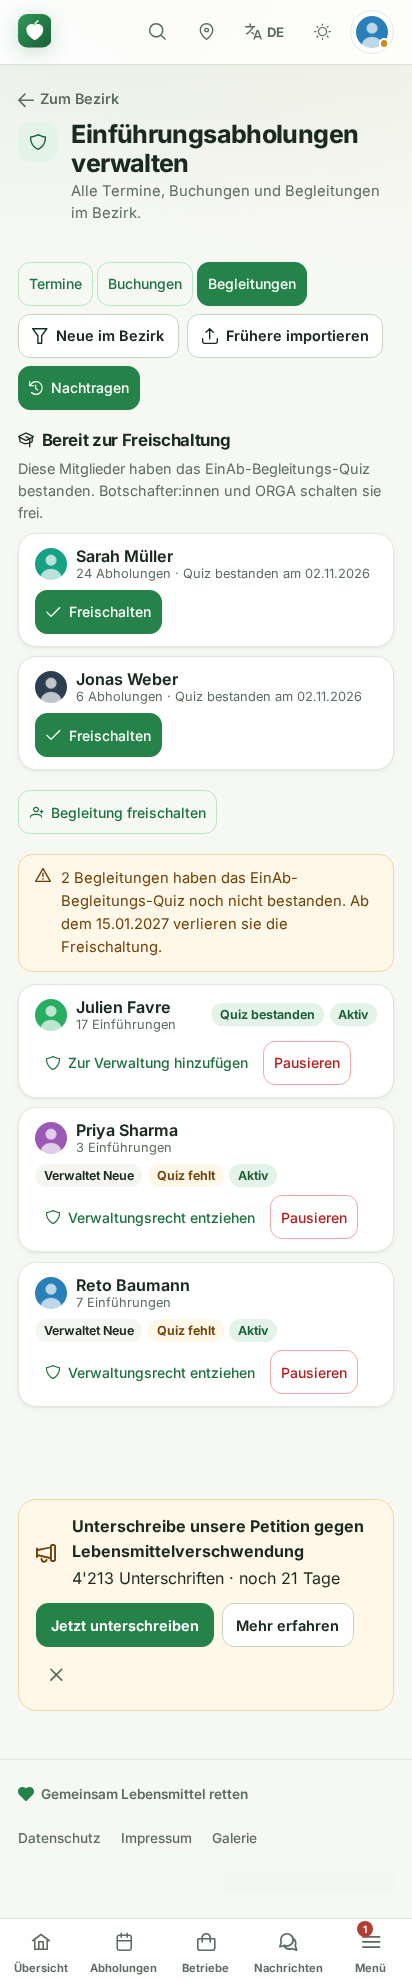 DE
Zum Bezirk
Einführungsabholungen
verwalten
Alle Termine, Buchungen und Begleitungen
im Bezirk.
Termine
Buchungen
Begleitungen
Neue im Bezirk
Frühere importieren
Nachtragen
Bereit zur Freischaltung
Diese Mitglieder haben das EinAb-Begleitungs-Quiz
bestanden. Botschafter:innen und ORGA schalten sie
frei.
Sarah Müller
24 Abholungen · Quiz bestanden am 02.11.2026
Freischalten
Jonas Weber
6 Abholungen · Quiz bestanden am 02.11.2026
Freischalten
Begleitung freischalten
2 Begleitungen haben das EinAb-
Begleitungs-Quiz noch nicht bestanden. Ab
dem 15.01.2027 verlieren sie die
Freischaltung.
Julien Favre
17 Einführungen
Quiz bestanden
Aktiv
Zur Verwaltung hinzufügen
Pausieren
Priya Sharma
3 Einführungen
Verwaltet Neue
Quiz fehlt
Aktiv
Verwaltungsrecht entziehen
Pausieren
Reto Baumann
7 Einführungen
Verwaltet Neue
Quiz fehlt
Aktiv
Verwaltungsrecht entziehen
Pausieren
Unterschreibe unsere Petition gegen
Lebensmittelverschwendung
4'213 Unterschriften · noch 21 Tage
Jetzt unterschreiben
Mehr erfahren
Gemeinsam Lebensmittel retten
Datenschutz
Impressum
Galerie
1
Übersicht
Abholungen
Betriebe
Nachrichten
Menü